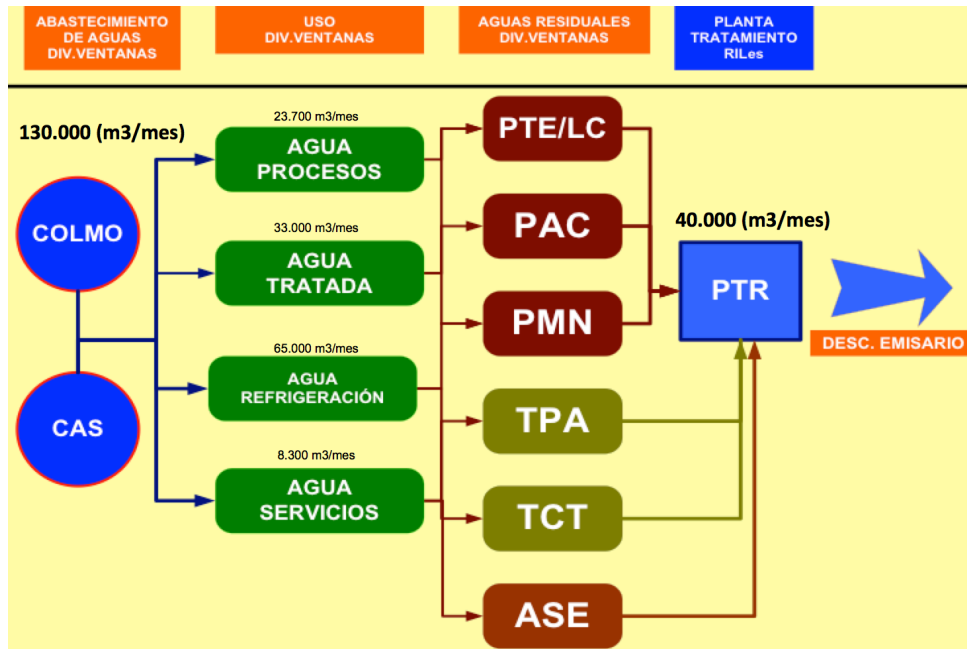 ABASTECIMIENTO
DE AGUAS
DIV.VENTANAS
USO
DIV.VENTANAS
AGUAS RESIDUALES
DIV.VENTANAS
PLANTA
TRATAMIENTO
RILes
130.000 (m3/mes)
COLMO
CAS
23.700 m3/mes
AGUA
PROCESOS
33.000 m3/mes
AGUA
TRATADA
65.000 m3/mes
AGUA
REFRIGERACIÓN
8.300 m3/mes
AGUA
SERVICIOS
PTE/LC
PAC
PMN
TPA
TCT
ASE
40.000 (m3/mes)
PTR
DESC. EMISARIO